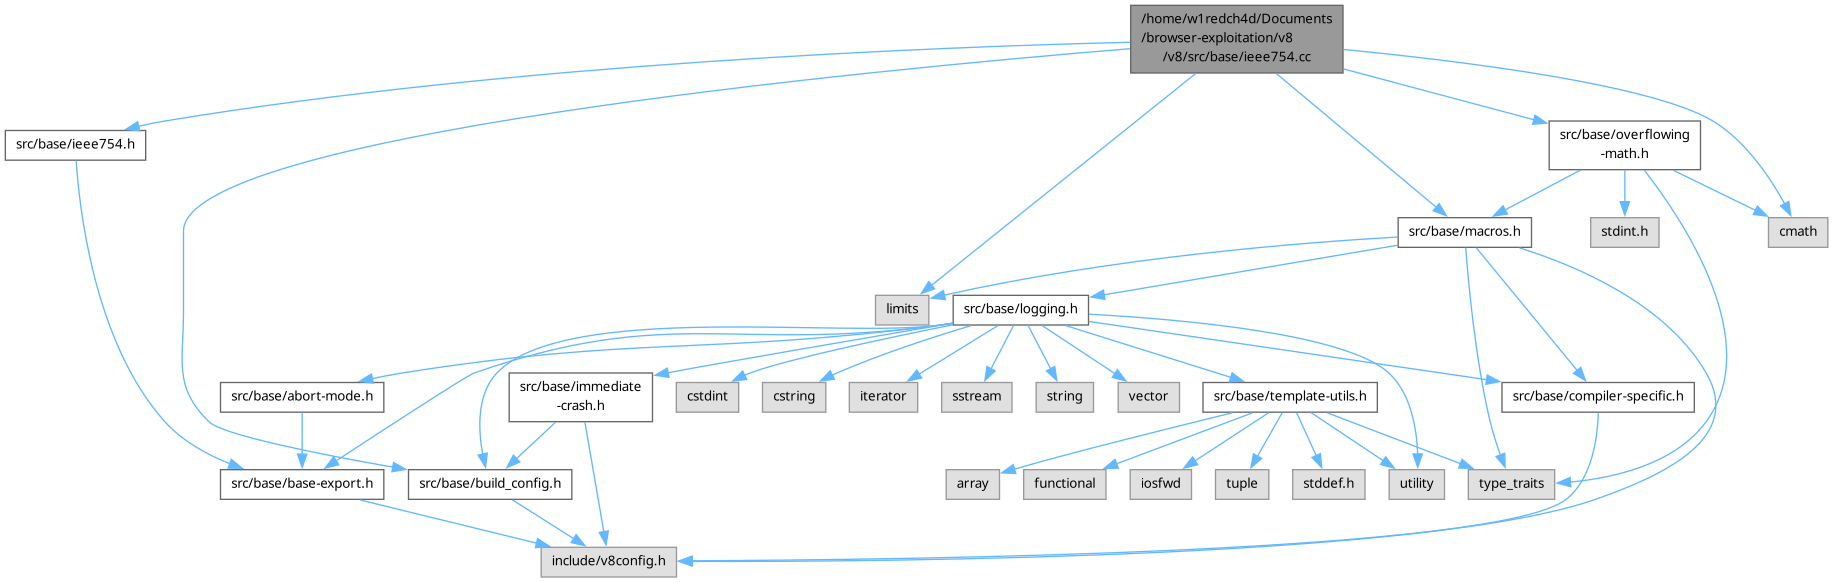 /home/w1redch4d/Documents
/browser-exploitation/v8
/v8/src/base/ieee754.cc
src/base/ieee754.h
src/base/overflowing
-math.h
src/base/macros.h
stdint.h
cmath
limits
src/base/logging.h
src/base/abort-mode.h
src/base/immediate
-crash.h
cstdint
cstring
iterator
sstream
string
vector
src/base/template-utils.h
src/base/compiler-specific.h
src/base/base-export.h
src/base/build_config.h
array
functional
iosfwd
tuple
stddef.h
utility
type_traits
include/v8config.h